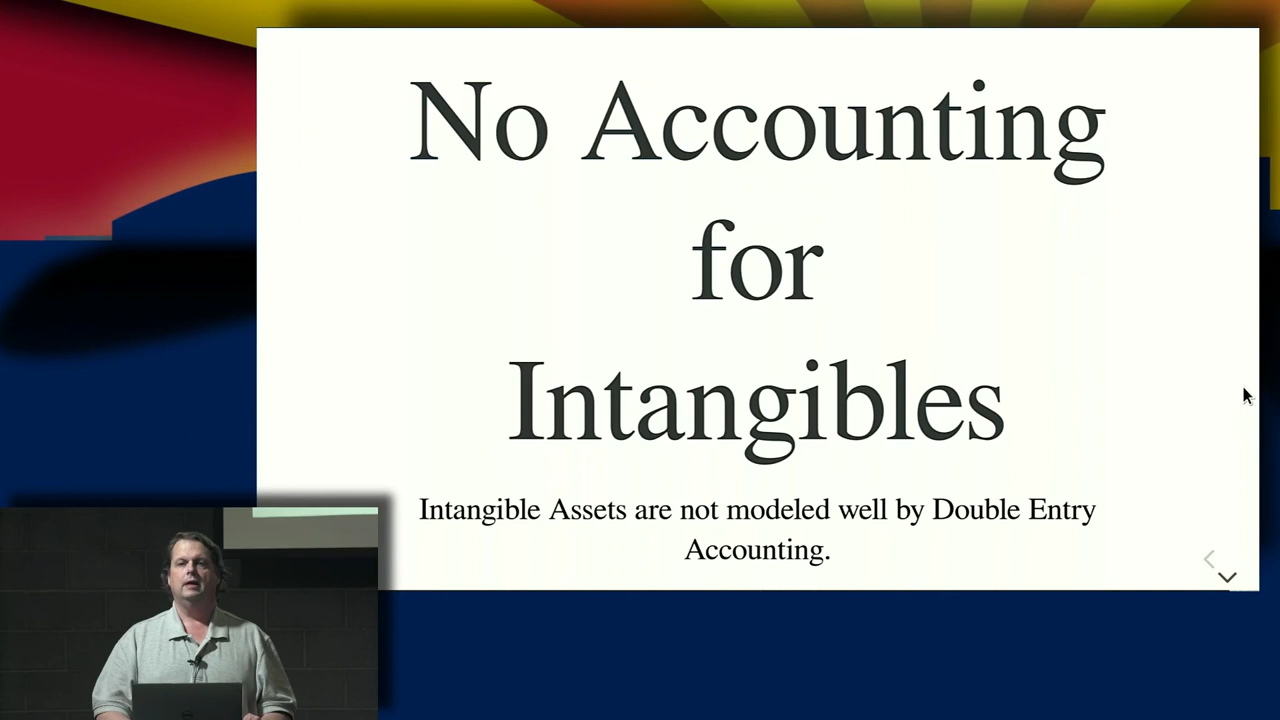 No Accounting
for
Intangibles
Intangible Assets are not modeled well by Double Entry
Accounting.